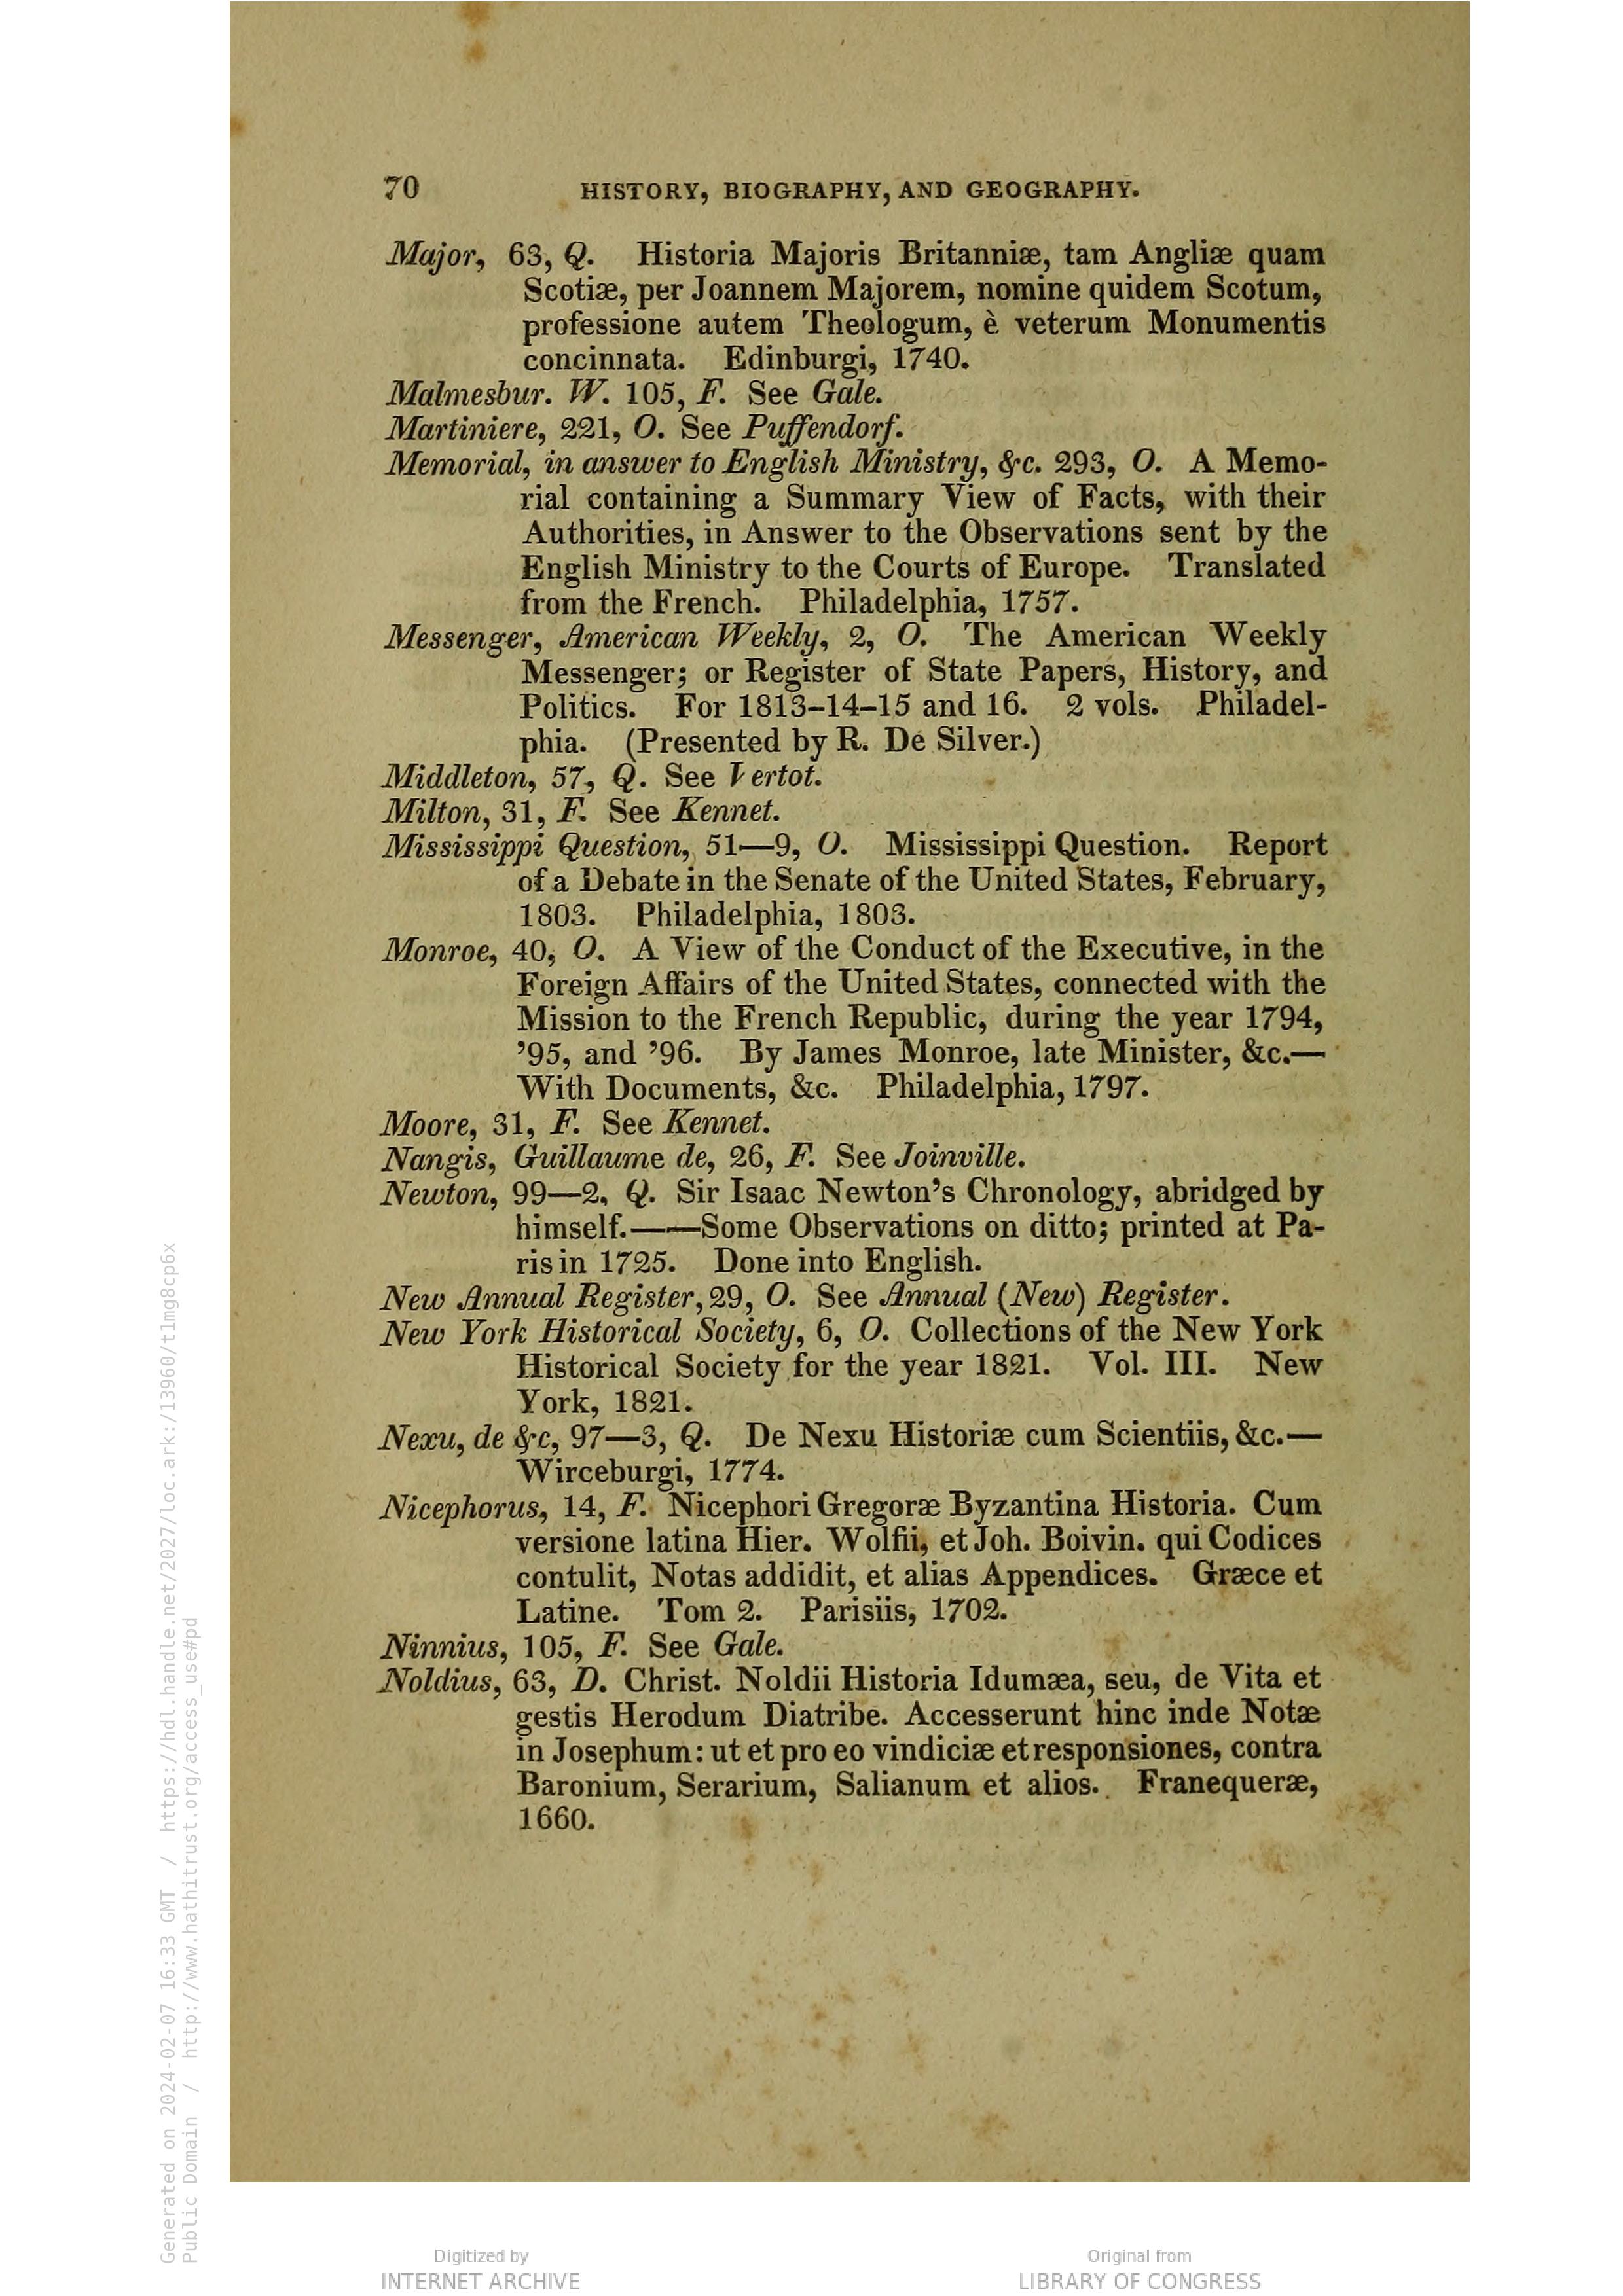 70 HISTORY, BIOGRAPHY, AND GEOGRAPHY.
Major, 63, Q. Historia Majoris Britanniæ, tam Angliæ quam
Scotiæ, per Joannem Majorem, nomine quidem Scotum,
professione autem Theologum, è veterum Monumentis
concinnata. Edinburgi, 1740.
Malmesbur. W. 105, F. See Gale.
Martiniere, 221, O. See Puffendorf.
Memorial, in answer to English Ministry, &c. 293, O. A Memo-
rial containing a Summary View of Facts, with their
Authorities, in Answer to the Observations sent by the
English Ministry to the Courts of Europe. Translated
from the French. Philadelphia, 1757.
Messenger, American Weekly, 2, O. The American Weekly
Messenger; or Register of State Papers, History, and
Politics. For 1813–14–15 and 16. 2 vols. Philadel-
phia. (Presented by R. De Silver.)
Middleton, 57, Q. See Vertot.
Milton, 31, F. See Kennet.
Mississippi Question, 51—9, O. Mississippi Question. Report
of a Debate in the Senate of the United States, February,
1803. Philadelphia, 1803.
Monroe, 40, O. A View of the Conduct of the Executive, in the
Foreign Affairs of the United States, connected with the
Mission to the French Republic, during the year 1794,
’95, and ’96. By James Monroe, late Minister, &c.—
With Documents, &c. Philadelphia, 1797.
Moore, 31, F. See Kennet.
Nangis, Guillaume de, 26, F. See Joinville.
Newton, 99—2, Q. Sir Isaac Newton’s Chronology, abridged by
himself.——Some Observations on ditto; printed at Pa-
ris in 1725. Done into English.
New Annual Register, 29, O. See Annual (New) Register.
New York Historical Society, 6, O. Collections of the New York
Historical Society for the year 1821. Vol. III. New
York, 1821.
Nexu, de &c, 97—3, Q. De Nexu Historiæ cum Scientiis, &c.—
Wirceburgi, 1774.
Nicephorus, 14, F. Nicephori Gregoræ Byzantina Historia. Cum
versione latina Hier. Wolfii, et Joh. Boivin. qui Codices
contulit, Notas addidit, et alias Appendices. Græce et
Latine. Tom 2. Parisiis, 1702.
Ninnius, 105, F. See Gale.
Noldius, 63, D. Christ. Noldii Historia Idumæa, seu, de Vita et
gestis Herodum Diatribe. Accesserunt hinc inde Notæ
in Josephum: ut et pro eo vindiciæ et responsiones, contra
Baronium, Serarium, Salianum et alios. Franequeræ,
1660.
Generated on 2024-02-07 16:33 GMT / https://hdl.handle.net/2027/loc.ark:/13960/t1mg8cp6x
Public Domain / http://www.hathitrust.org/access_use#pd
Digitized by
INTERNET ARCHIVE
Original from
LIBRARY OF CONGRESS